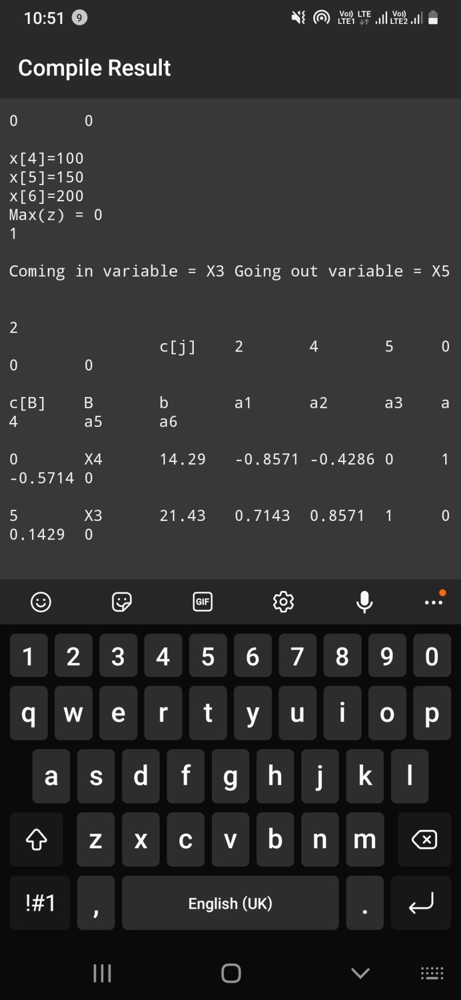 10:51 9 Vo)) LTE1 LTE Vo)) LTE2
Compile Result
0 0
x[4]=100
x[5]=150
x[6]=200
Max(z) = 0
1
Coming in variable = X3 Going out variable = X5
2
c[j] 2 4 5 0
0 0
c[B] B b a1 a2 a3 a
4 a5 a6
0 X4 14.29 -0.8571 -0.4286 0 1
-0.5714 0
5 X3 21.43 0.7143 0.8571 1 0
0.1429 0
GIF
1 2 3 4 5 6 7 8 9 0
q w e r t y u i o p
a s d f g h j k l
z x c v b n m
!#1 , English (UK) .